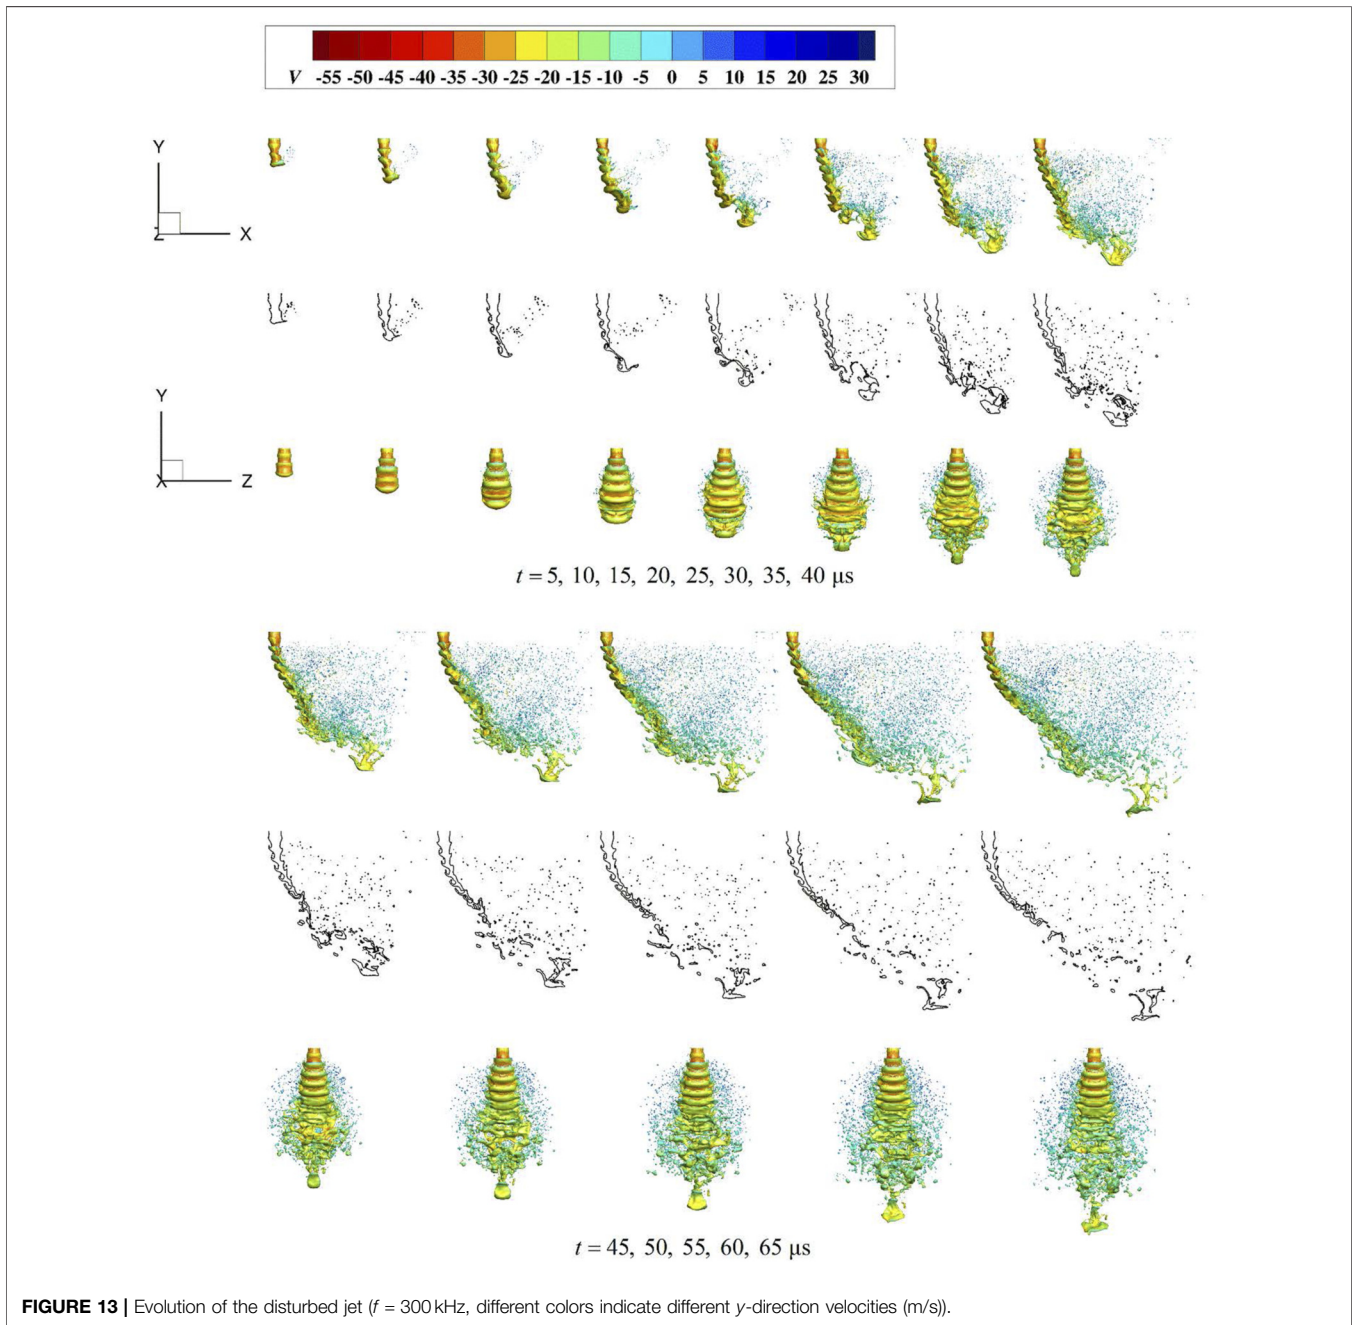 V -55 -50 -45 -40 -35 -30 -25 -20 -15 -10 -5 0 5 10 15 20 25 30
Y
Z X
Y
X Z
t = 5, 10, 15, 20, 25, 30, 35, 40 μs
t = 45, 50, 55, 60, 65 μs
FIGURE 13 | Evolution of the disturbed jet (f = 300 kHz, different colors indicate different y-direction velocities (m/s)).